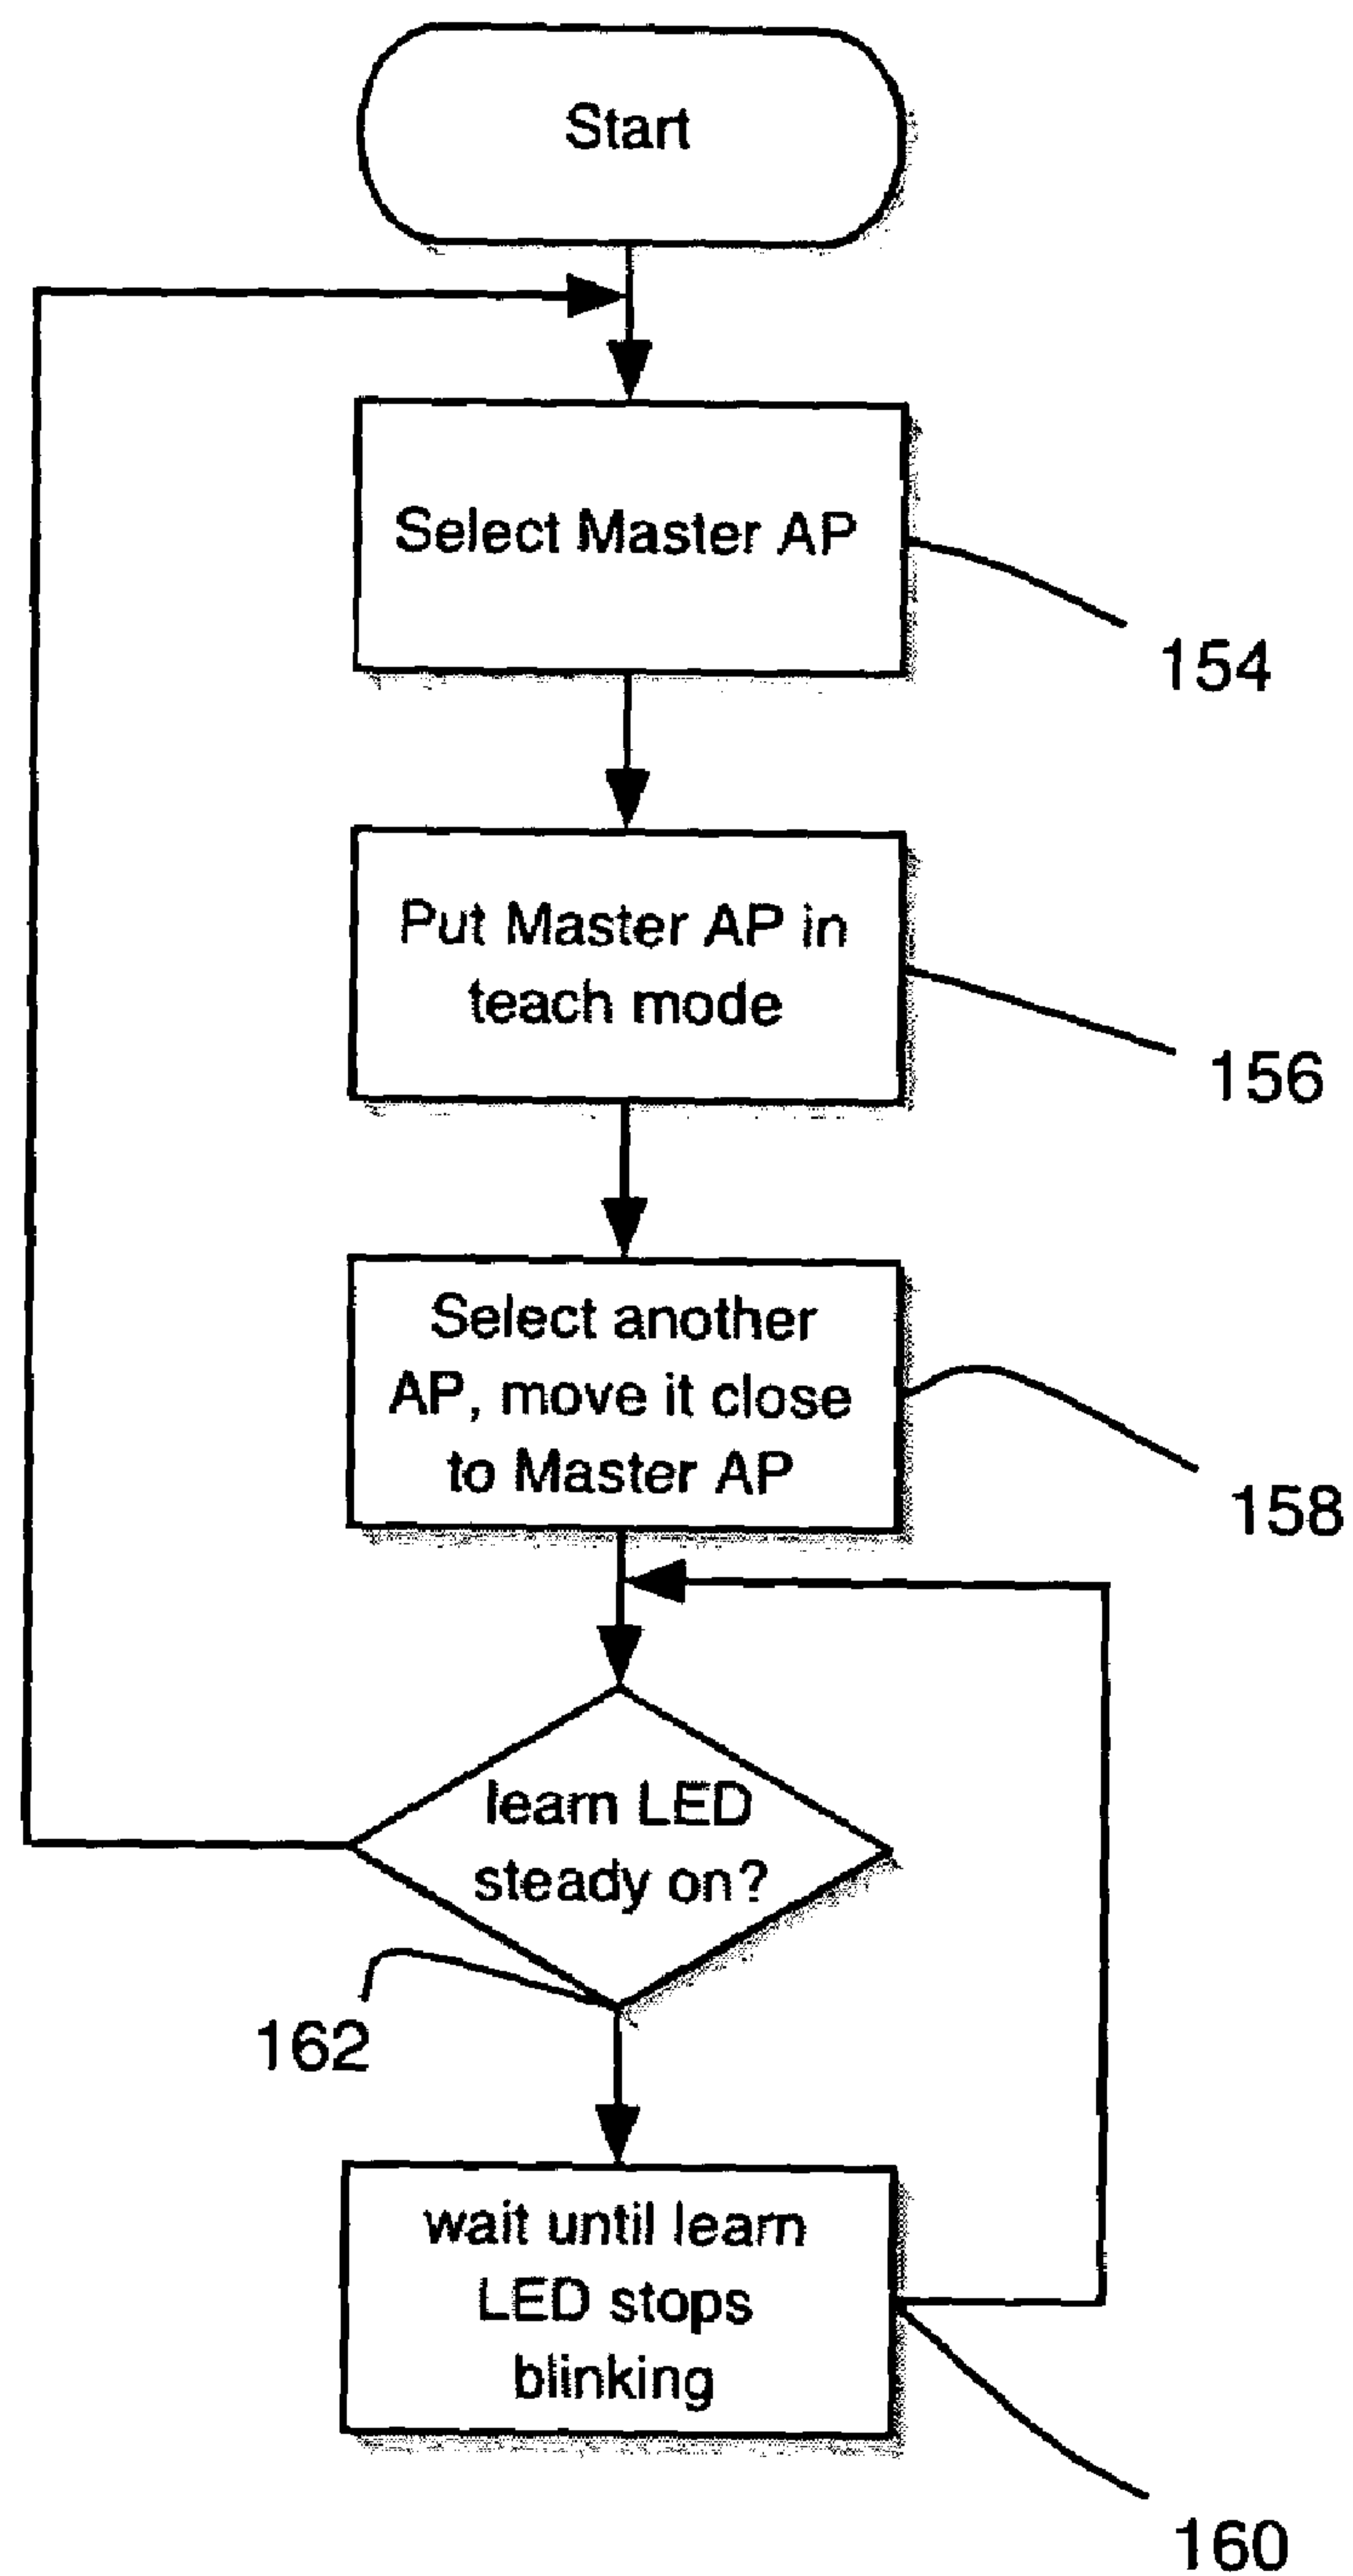 Start
Select Master AP
154
Put Master AP in
teach mode
156
Select another
AP, move it close
to Master AP
158
learn LED
steady on?
162
wait until learn
LED stops
blinking
160